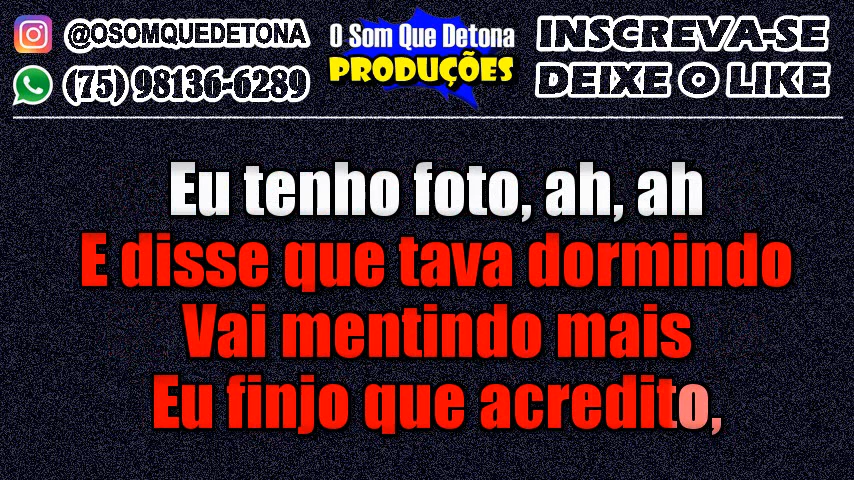 @OSOMQUEDETONA
(75) 98136-6289
O Som Que Detona
PRODUÇÕES
INSCREVA-SE
DEIXE O LIKE
Eu tenho foto, ah, ah
E disse que tava dormindo
Vai mentindo mais
Eu finjo que acredito,